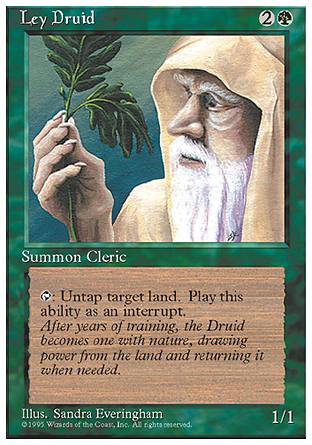 Ley Druid 2
Summon Cleric
: Untap target land. Play this
ability as an interrupt.
After years of training, the Druid
becomes one with nature, drawing
power from the land and returning it
when needed.
Illus. Sandra Everingham
©1995 Wizards of the Coast, Inc. All rights reserved.
1/1